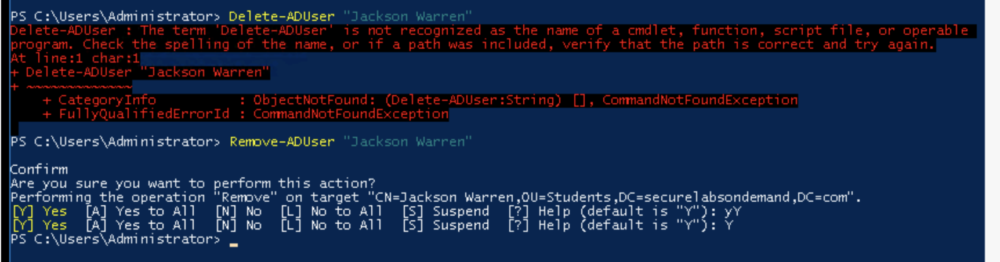 PS C:\Users\Administrator> Delete-ADUser "Jackson Warren"
Delete-ADUser : The term 'Delete-ADUser' is not recognized as the name of a cmdlet, function, script file, or operable
program. Check the spelling of the name, or if a path was included, verify that the path is correct and try again.
At line:1 char:1
+ Delete-ADUser "Jackson Warren"
+ ~~~~~~~~~~~~~
    + CategoryInfo          : ObjectNotFound: (Delete-ADUser:String) [], CommandNotFoundException
    + FullyQualifiedErrorId : CommandNotFoundException
PS C:\Users\Administrator> Remove-ADUser "Jackson Warren"
Confirm
Are you sure you want to perform this action?
Performing the operation "Remove" on target "CN=Jackson Warren,OU=Students,DC=securelabsondemand,DC=com".
[Y] Yes  [A] Yes to All  [N] No  [L] No to All  [S] Suspend  [?] Help (default is "Y"): yY
[Y] Yes  [A] Yes to All  [N] No  [L] No to All  [S] Suspend  [?] Help (default is "Y"): Y
PS C:\Users\Administrator> _